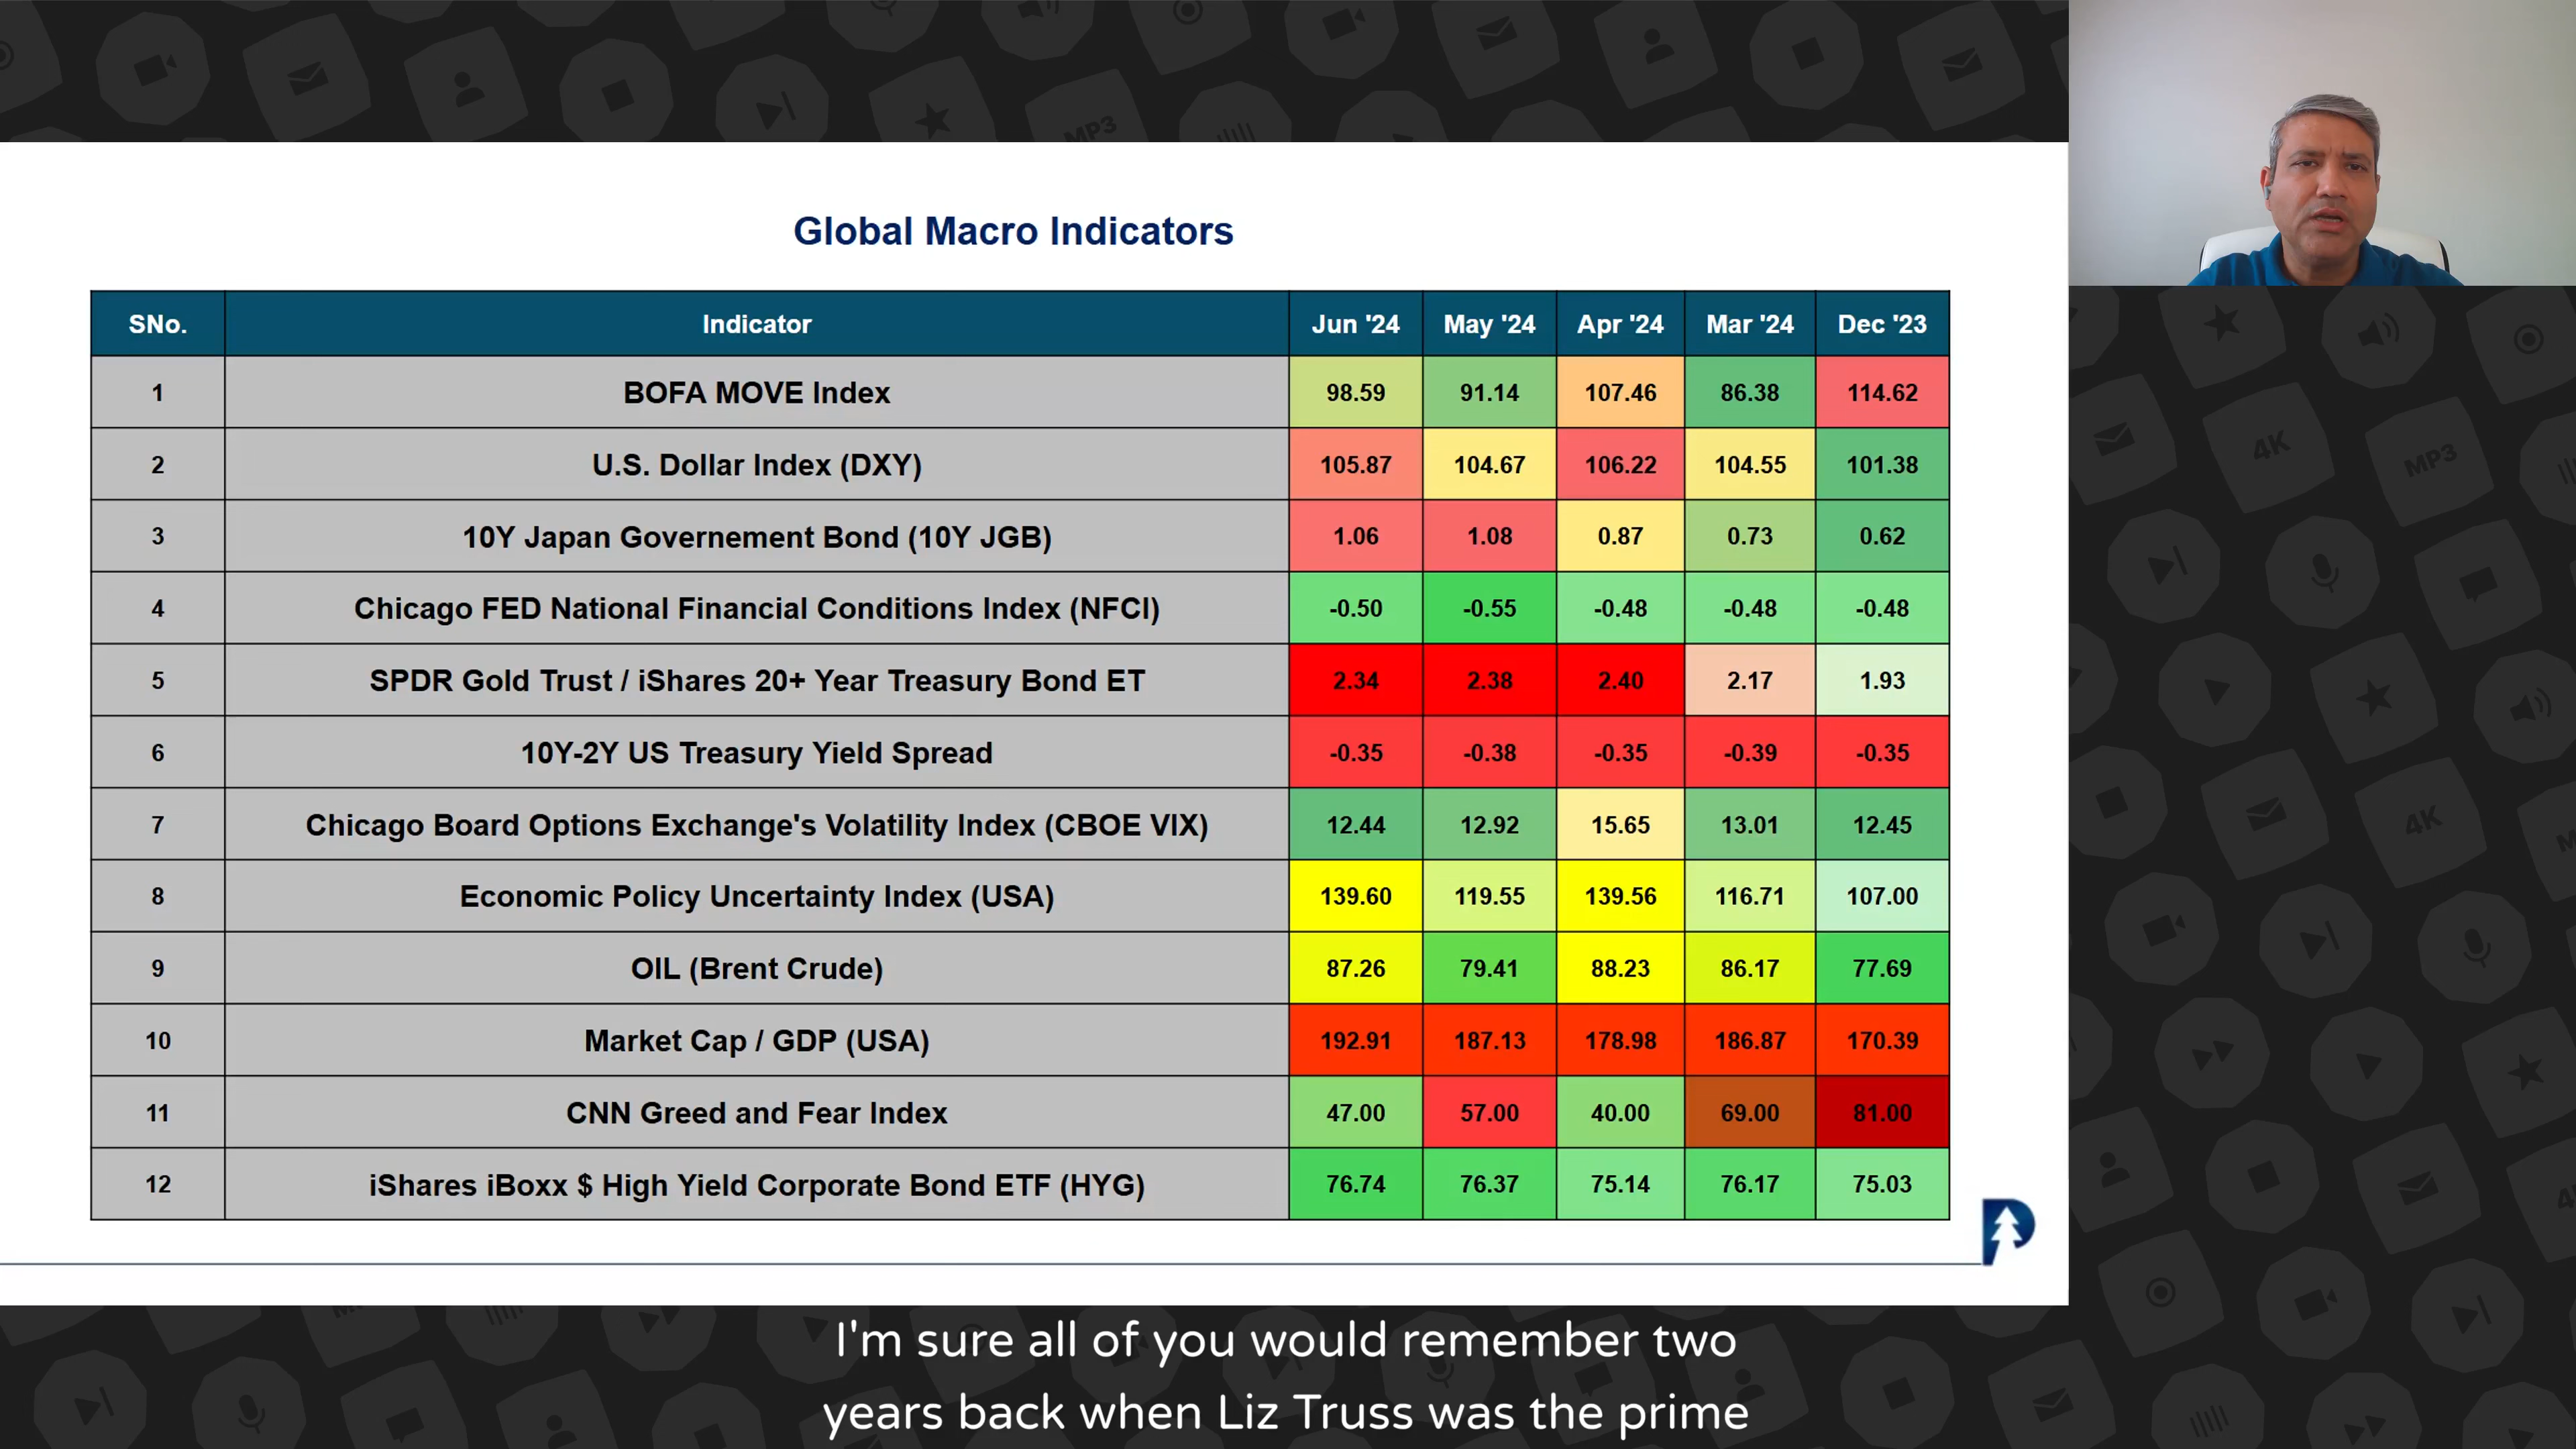 Global Macro Indicators
SNo. Indicator Jun '24 May '24 Apr '24 Mar '24 Dec '23
1 BOFA MOVE Index 98.59 91.14 107.46 86.38 114.62
2 U.S. Dollar Index (DXY) 105.87 104.67 106.22 104.55 101.38
3 10Y Japan Governement Bond (10Y JGB) 1.06 1.08 0.87 0.73 0.62
4 Chicago FED National Financial Conditions Index (NFCI) -0.50 -0.55 -0.48 -0.48 -0.48
5 SPDR Gold Trust / iShares 20+ Year Treasury Bond ET 2.34 2.38 2.40 2.17 1.93
6 10Y-2Y US Treasury Yield Spread -0.35 -0.38 -0.35 -0.39 -0.35
7 Chicago Board Options Exchange's Volatility Index (CBOE VIX) 12.44 12.92 15.65 13.01 12.45
8 Economic Policy Uncertainty Index (USA) 139.60 119.55 139.56 116.71 107.00
9 OIL (Brent Crude) 87.26 79.41 88.23 86.17 77.69
10 Market Cap / GDP (USA) 192.91 187.13 178.98 186.87 170.39
11 CNN Greed and Fear Index 47.00 57.00 40.00 69.00 81.00
12 iShares iBoxx $ High Yield Corporate Bond ETF (HYG) 76.74 76.37 75.14 76.17 75.03
I'm sure all of you would remember two
years back when Liz Truss was the prime
MP3
4K
MP3
4K